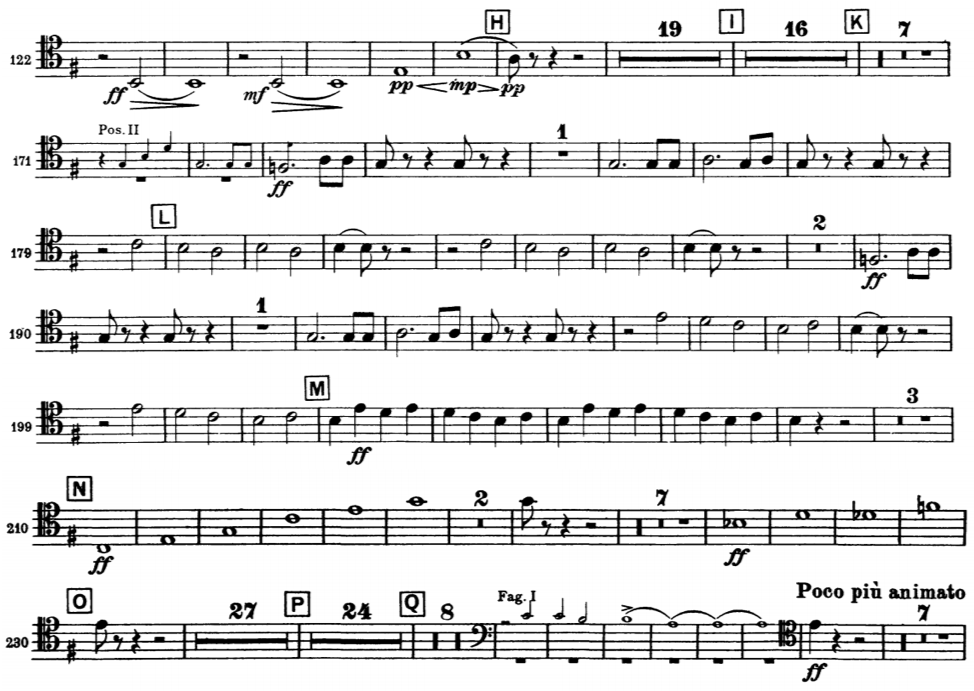 H 19 I 16 K 7
122 ff mf pp mp pp
Pos. II
171 ff 1
L
179 2 ff
190 1
M
199 ff 3
N
210 ff 2 7 ff
O 27 P 24 Q 8 Fag. I Poco più animato
230 ff 7